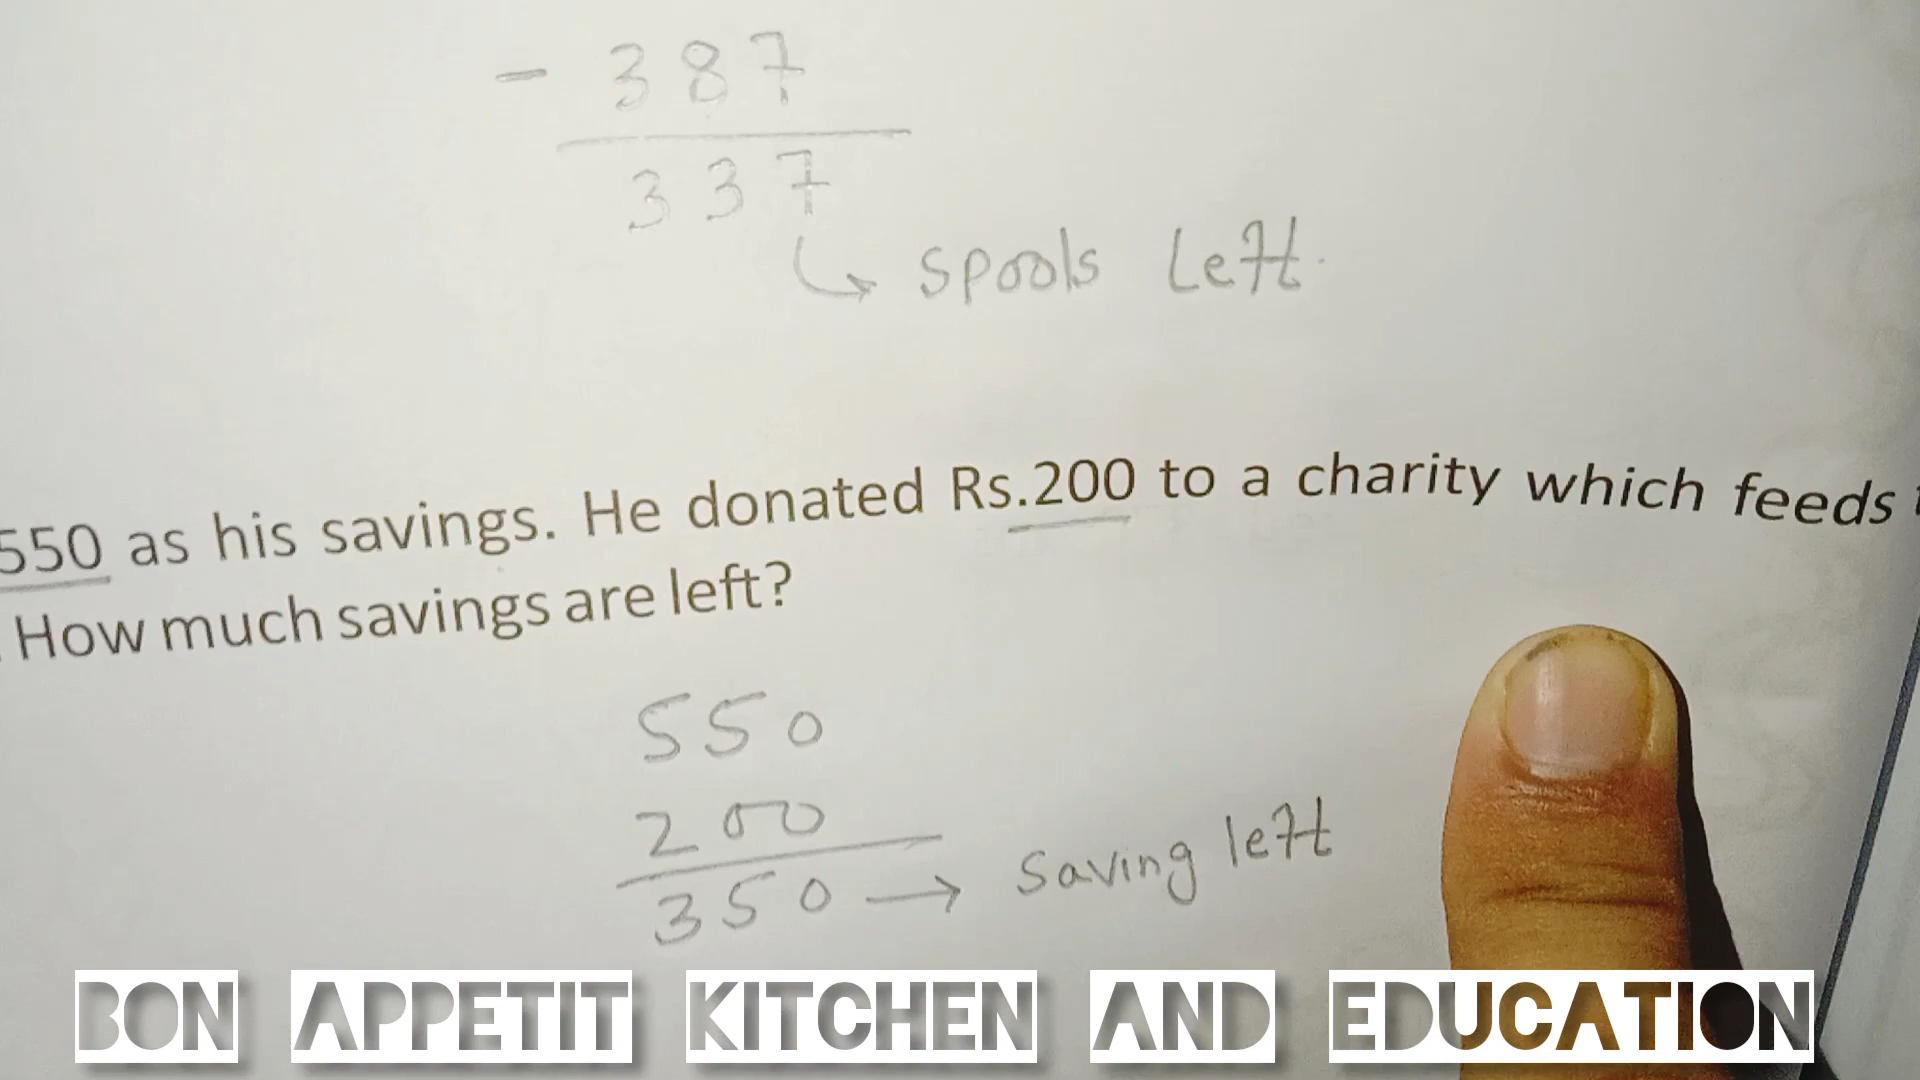 - 387
337
↳ spools left.
550 as his savings. He donated Rs.200 to a charity which feeds
How much savings are left?
550
200
350 → saving left
BON APPETIT KITCHEN AND EDUCATION